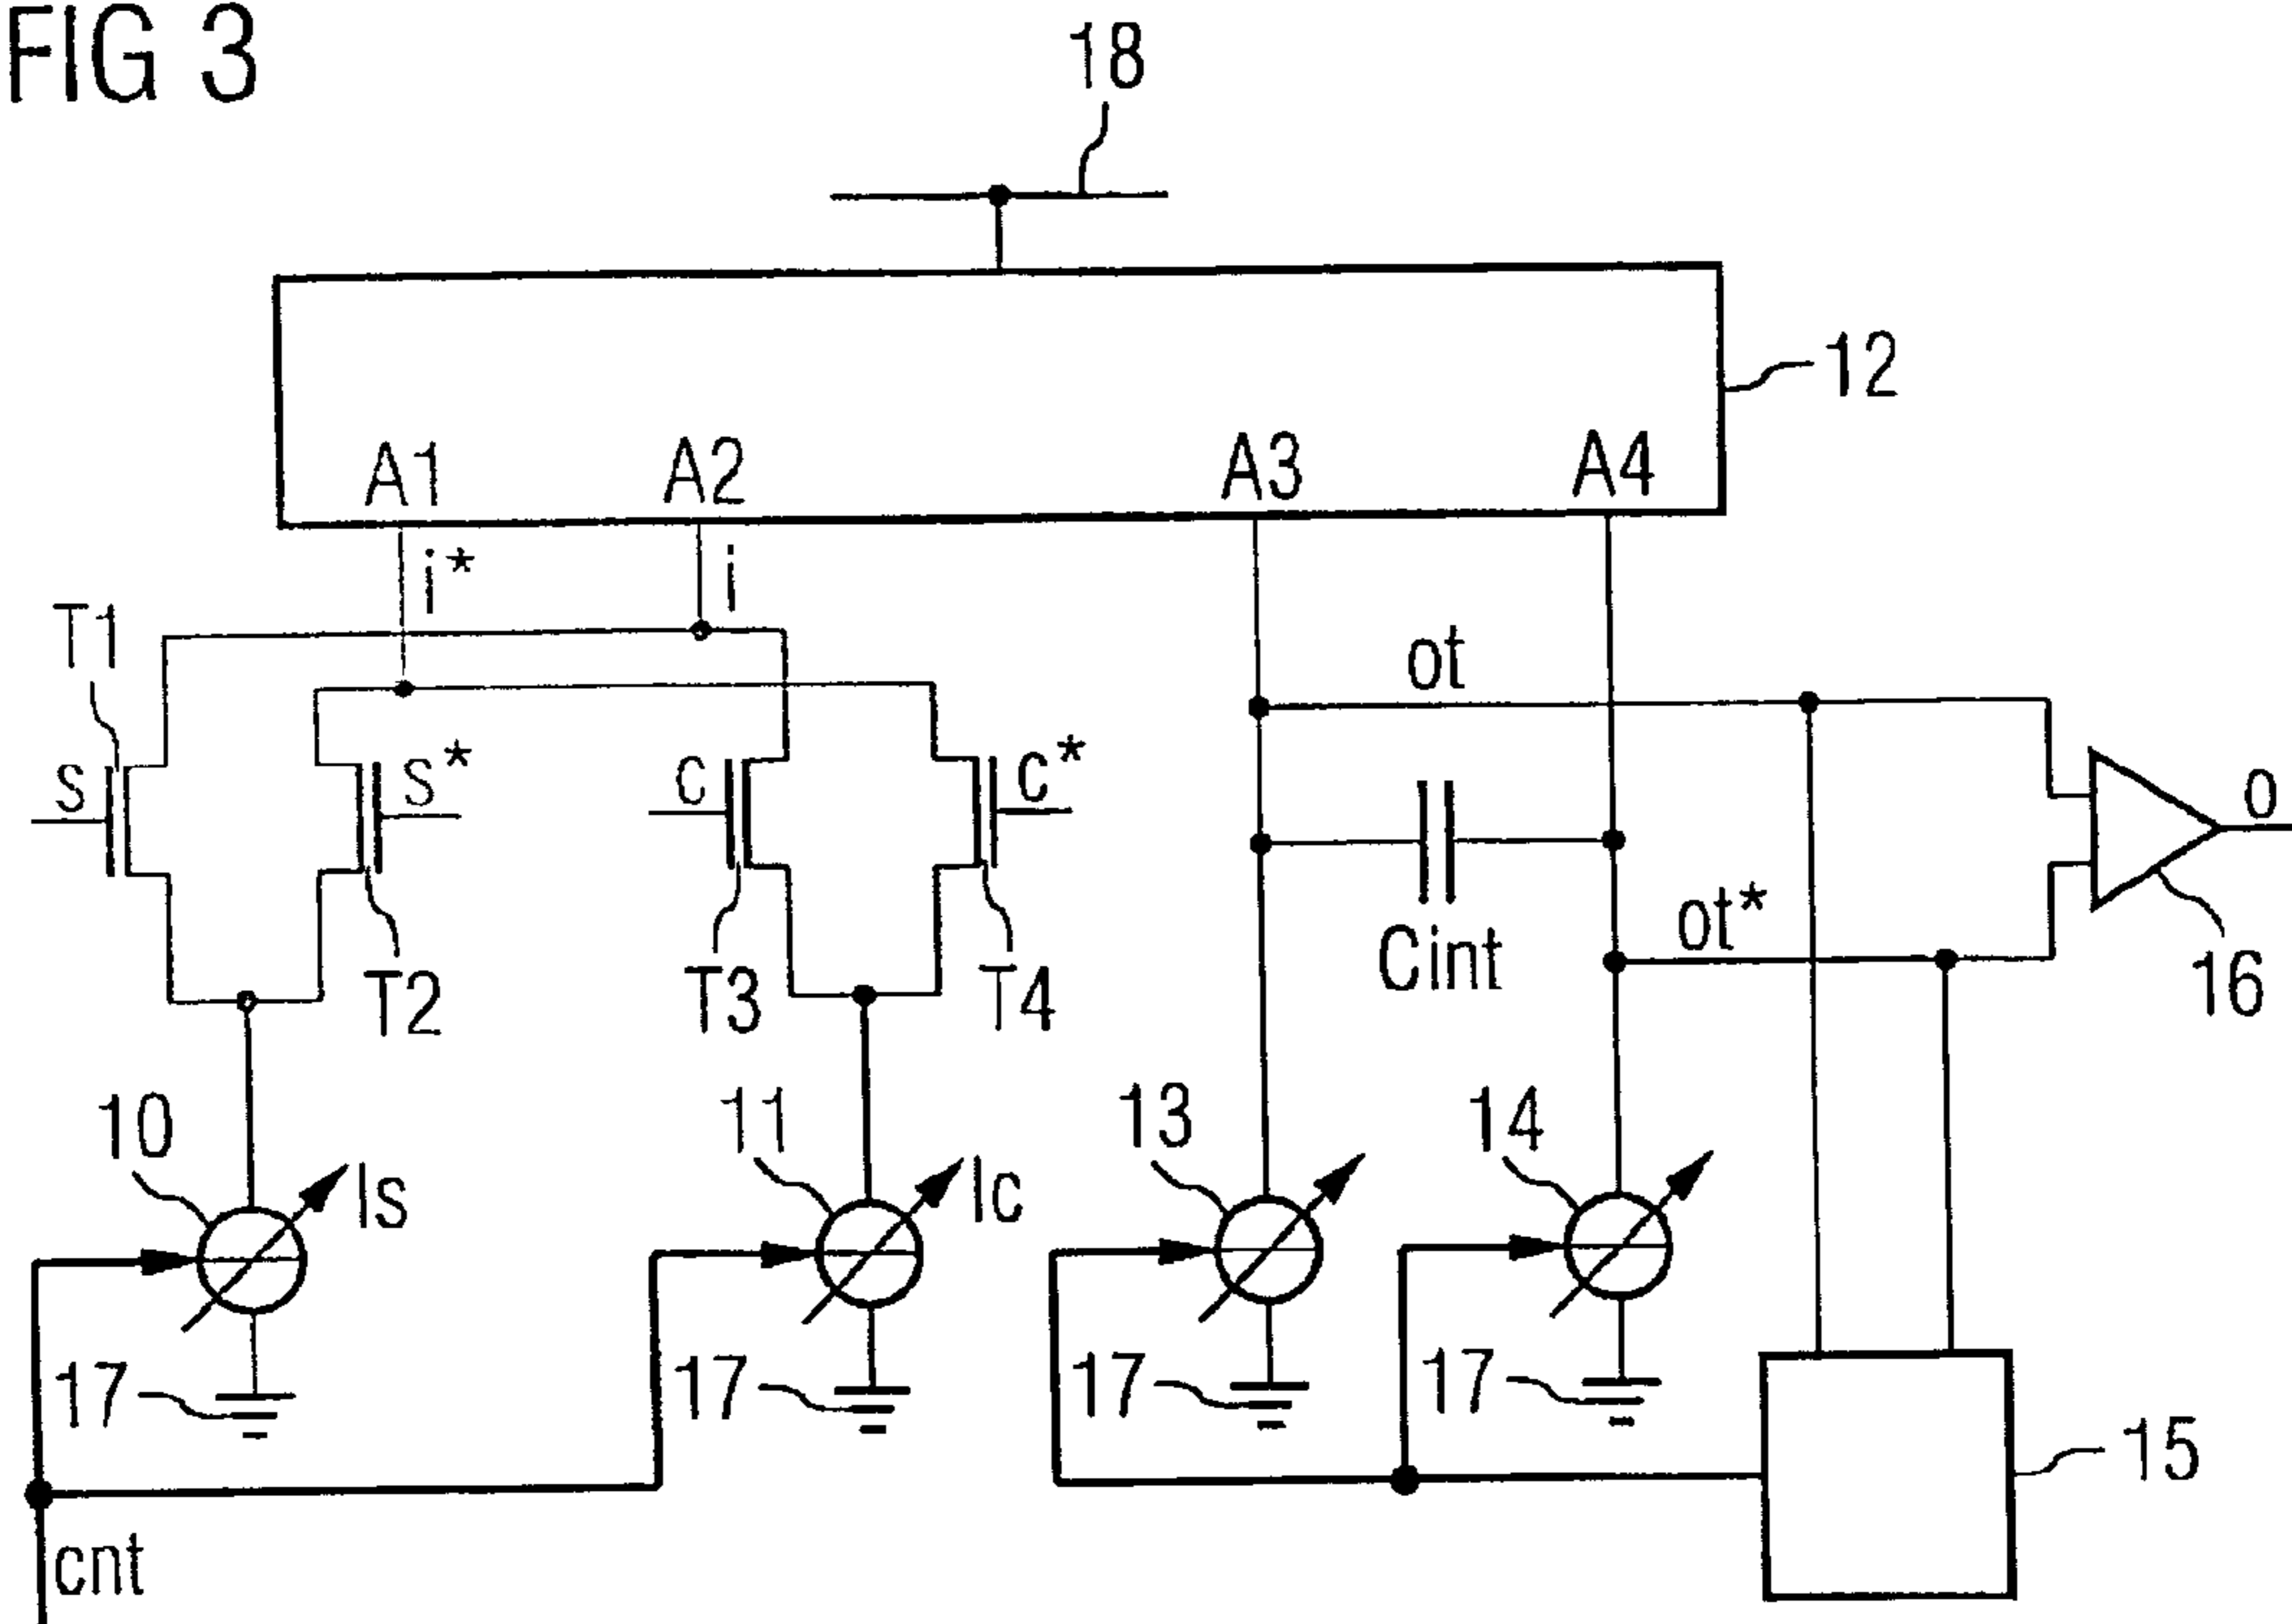 FIG 3
18
12
A1 A2 A3 A4
i* i
T1
ot
s s* c c*
o
Cint
ot*
T2 T3 T4
16
10 11 13 14
Is Ic
17 17 17 17
15
cnt